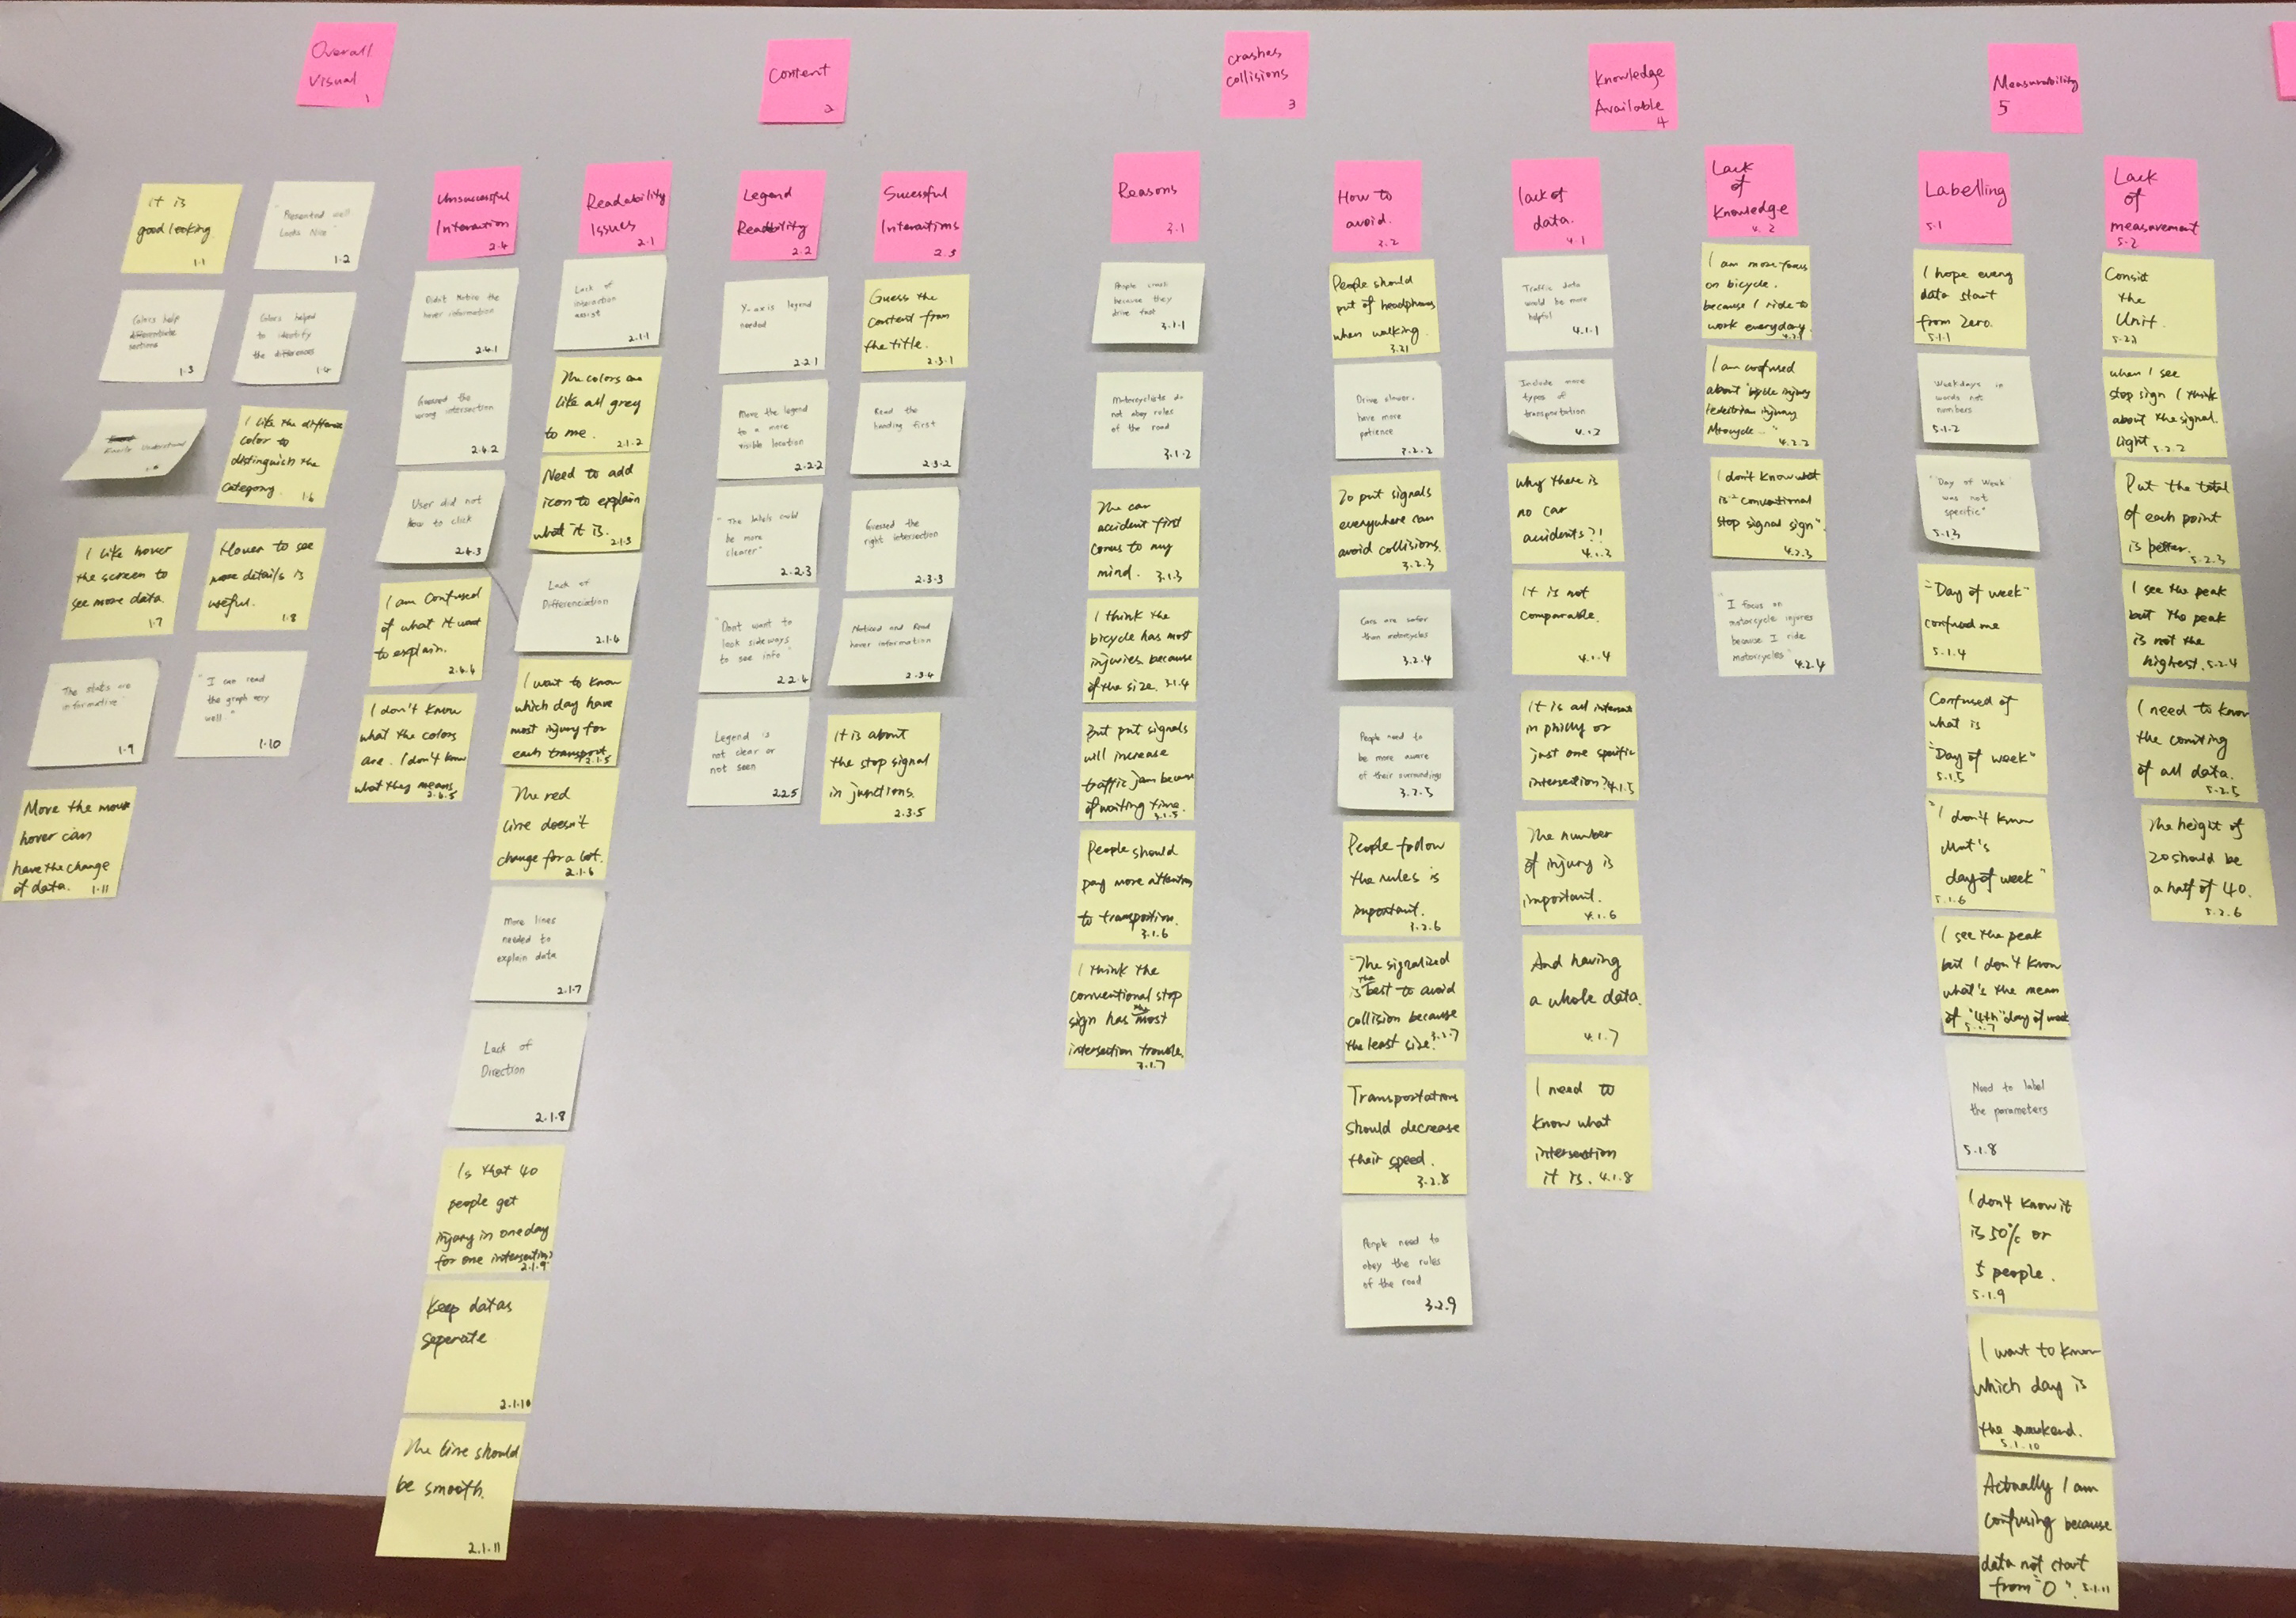 Overall
Visual
1
Content
2
crashes
collisions
3
Knowledge
Available
4
Measurability
5
it is
good looking
1.1
"Presented well
Looks Nice"
1.2
Colors help
differentiate
sections
1.3
Colors helped
to identify
the differences
1.4
Understand
I like the difference
color to
distinguish the
category.
1.6
I like hover
the screen to
see more data.
1.7
Hover to see
more details is
useful.
1.8
"The stats are
informative"
1.9
"I can read
the graph very
well."
1.10
Move the mouse
hover can
have the change
of data.
1.11
Unsuccessful
Interaction
2.4
Didn't Notice the
hover information
2.4.1
Guessed the
wrong intersection
2.4.2
User did not
how to click
2.4.3
I am Confused
of what it want
to explain.
2.4.4
I don't know
what the colors
are. I don't know
what they means
2.4.5
Readability
Issues
2.1
Lack of
interaction
assist
2.1.1
The colors are
like all grey
to me.
2.1.2
Need to add
icon to explain
what it is.
2.1.3
Lack of
Differenciation
2.1.4
I want to know
which day have
most injury for
each transport.
2.1.5
The red
line doesn't
change for a lot.
2.1.6
More lines
needed to
explain data
2.1.7
Lack of
Direction
2.1.8
Is that 40
people get
injury in one day
for one intersection?
2.1.9
Keep datas
seperate
2.1.10
The line should
be smooth.
2.1.11
Legend
Readbility
2.2
Y-axis legend
needed
2.2.1
Move the legend
to a more
visible location
2.2.2
"The labels could
be more
clearer"
2.2.3
"Dont want to
look sideways
to see info"
2.2.4
Legend is
not clear or
not seen
2.2.5
Sucessful
Interactions
2.3
Guess the
content from
the title.
2.3.1
Read the
heading first
2.3.2
Guessed the
right intersection
2.3.3
Noticed and Read
hover information
2.3.4
it is about
the stop signal
in junctions.
2.3.5
Reasons
3.1
People crash
because they
drive fast
3.1.1
Motorcyclists do
not obey rules
of the road
3.1.2
The car
accident first
comes to my
mind.
3.1.3
I think the
bicycle has most
injuries because
of the size.
3.1.4
But put signals
will increase
traffic jam because
of waiting time.
3.1.5
People should
pay more attention
to transportion.
3.1.6
I think the
conventional stop
sign has the most
intersection trouble.
3.1.7
How to
avoid.
3.2
People should
put of headphones
when walking.
3.2.1
Drive slower,
have more
patience
3.2.2
To put signals
everywhere can
avoid collisions.
3.2.3
Cars are safer
than motorcycles
3.2.4
People need to
be more aware
of their surroundings
3.2.5
People follow
the rules is
important.
3.2.6
"The signalized
is the best to avoid
collision because
the least size."
3.2.7
Transportations
should decrease
their speed.
3.2.8
People need to
obey the rules
of the road
3.2.9
lack of
data.
4.1
Traffic data
would be more
helpful
4.1.1
"Include more
types of
transportation
4.1.2
why there is
no car
accidents?!
4.1.3
it is not
comparable.
4.1.4
it is all intersect
in philly or
just one specific
intersection?
4.1.5
The number
of injury is
important.
4.1.6
And having
a whole data.
4.1.7
I need to
know what
intersection
it is.
4.1.8
Lack
of
knowledge
4.2
I am more focus
on bicycle.
because I ride to
work everyday.
4.2.1
I am confused
about "bicycle injury
Pedestrian injury
Motocycle.."
4.2.2
I don't know what
is "conventional
stop signal sign".
4.2.3
"I focus on
motorcycle injures
because I ride
motorcycles"
4.2.4
Labelling
5.1
I hope every
data start
from zero.
5.1.1
Weekdays in
words not
numbers
5.1.2
"Day of Week
was not
specific"
5.1.3
"Day of week"
confused me
5.1.4
Confused of
what is
"Day of week"
5.1.5
"I don't know
what's
day of week"
5.1.6
I see the peak
but I don't know
what's the mean
of "4th" day of week
5.1.7
Need to label
the parameters
5.1.8
I don't know it
is 50% or
5 people.
5.1.9
I want to know
which day is
the weekend.
5.1.10
Actually I am
confusing because
data not start
from "0".
5.1.11
Lack
of
measurement
5.2
Consist
the
Unit.
when I see
stop sign I think
about the signal
light
5.2.2
Put the total
of each point
is better.
5.2.3
I see the peak
but the peak
is not the
highest.
5.2.4
I need to know
the counting
of all data.
5.2.5
The height of
20 should be
a half of 40.
5.2.6